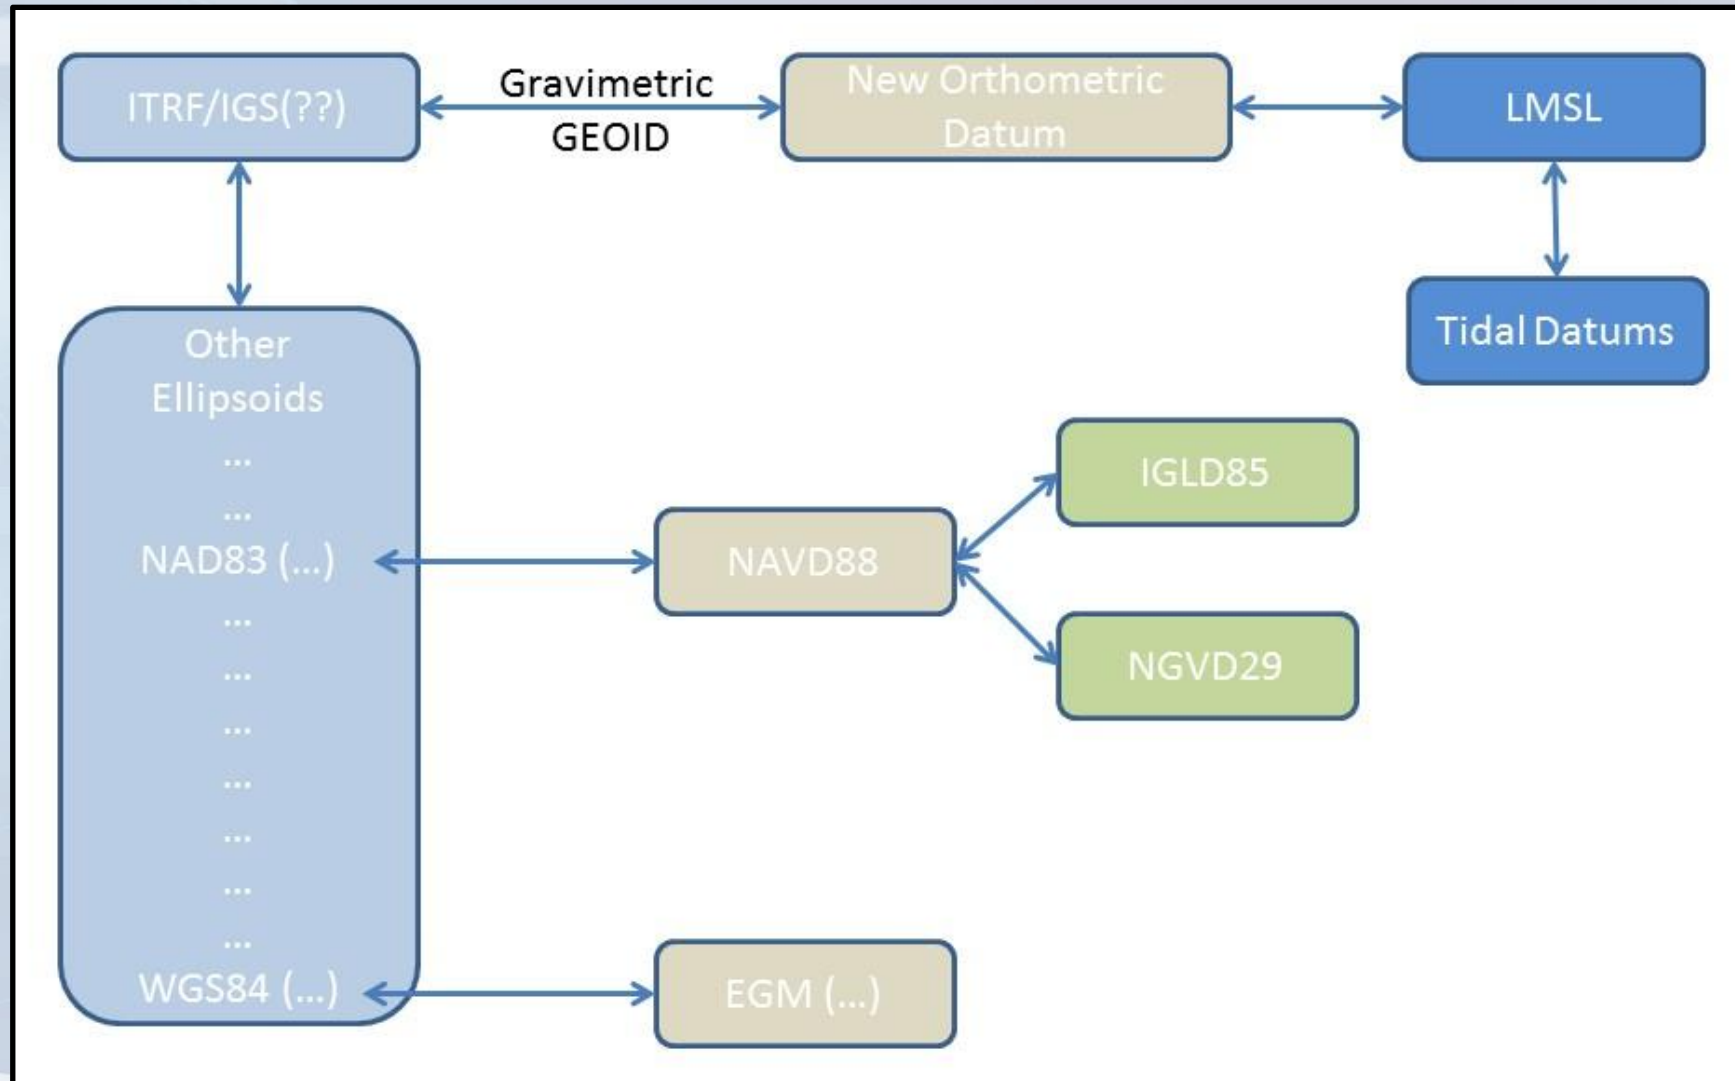 ITRF/IGS(??)
Gravimetric
GEOID
New Orthometric
Datum
LMSL
Tidal Datums
Other
Ellipsoids
...
...
NAD83 (...)
...
...
...
...
...
...
...
WGS84 (...)
NAVD88
IGLD85
NGVD29
EGM (...)